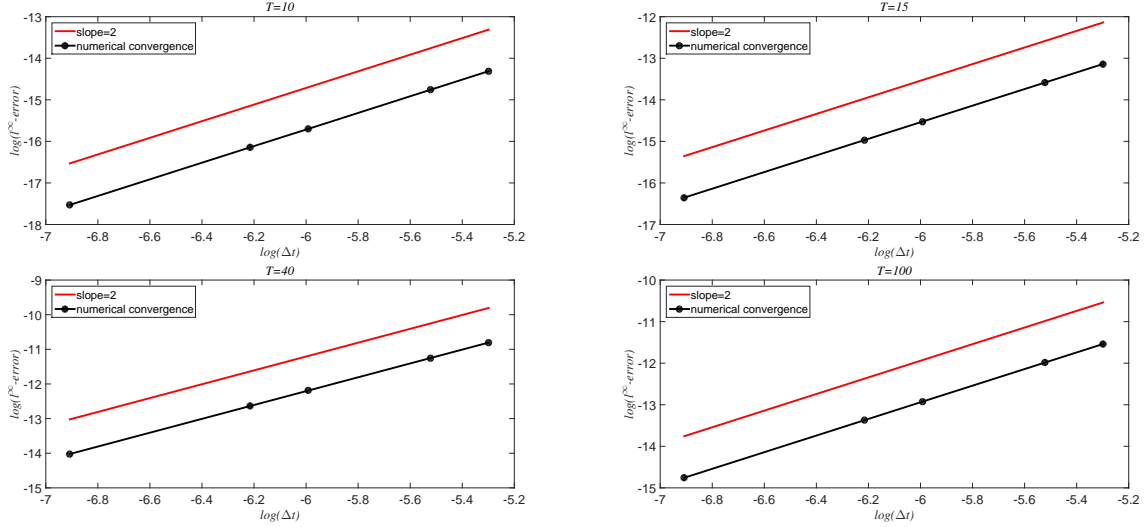 T=10
slope=2
numerical convergence
-13
-14
-15
-16
-17
-18
log(l^∞-error)
-7 -6.8 -6.6 -6.4 -6.2 -6 -5.8 -5.6 -5.4 -5.2
log(Δt)
T=15
slope=2
numerical convergence
-12
-13
-14
-15
-16
-17
log(l^∞-error)
-7 -6.8 -6.6 -6.4 -6.2 -6 -5.8 -5.6 -5.4 -5.2
log(Δt)
T=40
slope=2
numerical convergence
-9
-10
-11
-12
-13
-14
-15
log(l^∞-error)
-7 -6.8 -6.6 -6.4 -6.2 -6 -5.8 -5.6 -5.4 -5.2
log(Δt)
T=100
slope=2
numerical convergence
-10
-11
-12
-13
-14
-15
log(l^∞-error)
-7 -6.8 -6.6 -6.4 -6.2 -6 -5.8 -5.6 -5.4 -5.2
log(Δt)